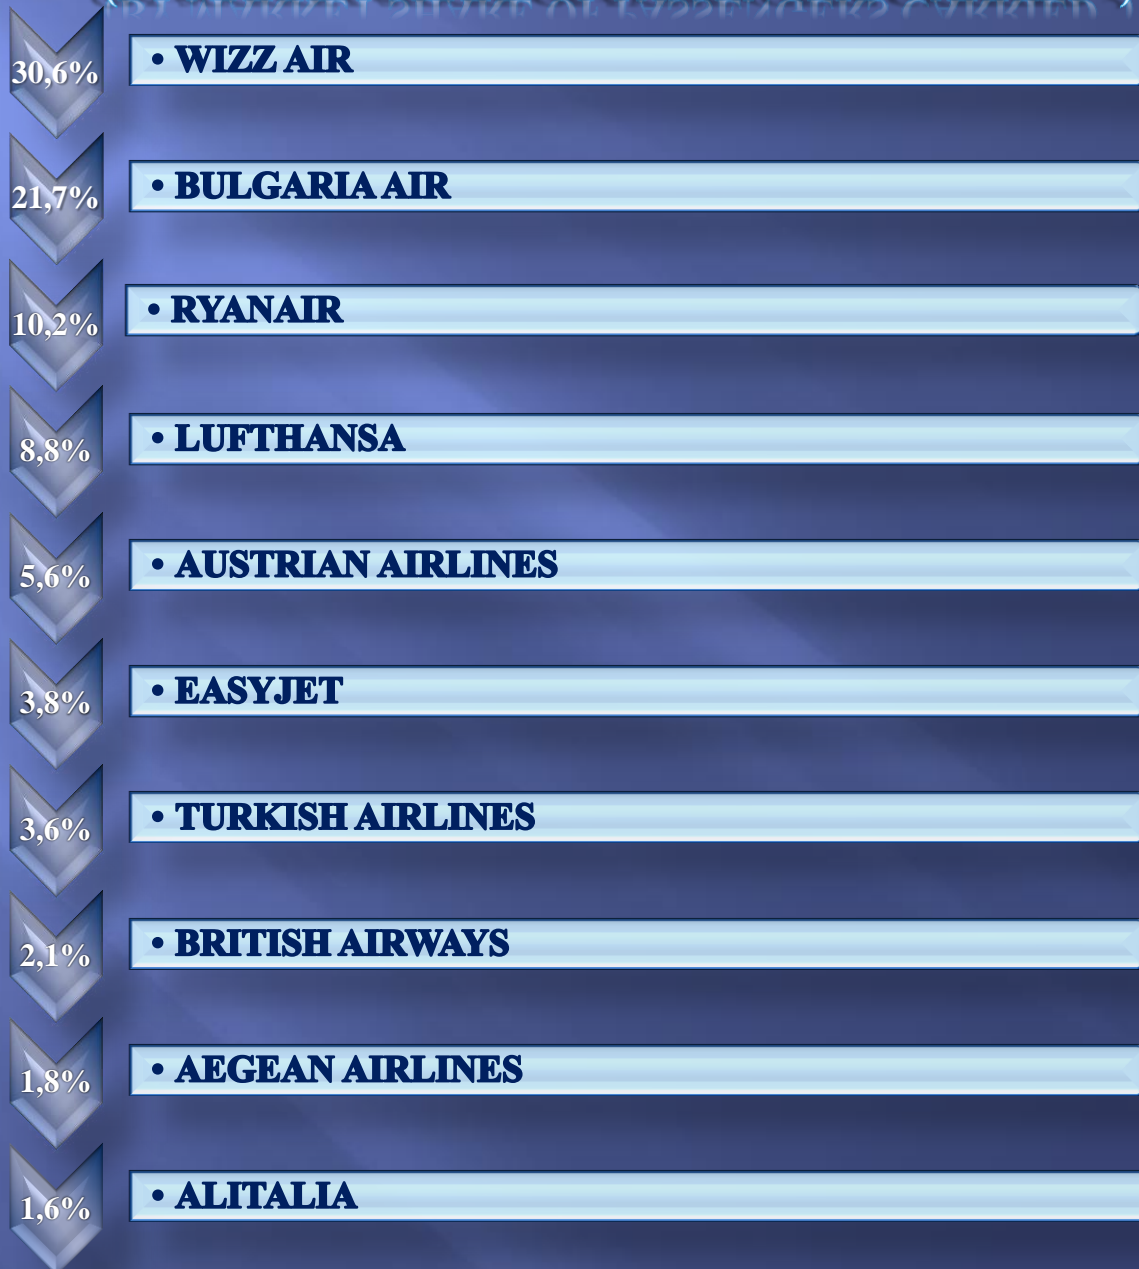 30,6%
• WIZZ AIR
21,7%
• BULGARIA AIR
10,2%
• RYANAIR
8,8%
• LUFTHANSA
5,6%
• AUSTRIAN AIRLINES
3,8%
• EASYJET
3,6%
• TURKISH AIRLINES
2,1%
• BRITISH AIRWAYS
1,8%
• AEGEAN AIRLINES
1,6%
• ALITALIA